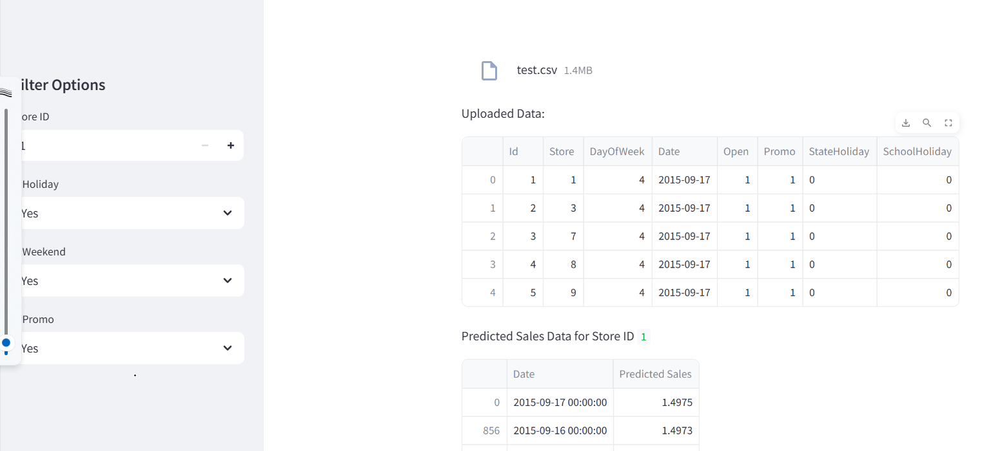 ilter Options
ore ID
1
Holiday
Yes
Weekend
Yes
Promo
Yes
test.csv 1.4MB
Uploaded Data:
Id Store DayOfWeek Date Open Promo StateHoliday SchoolHoliday
0 1 1 4 2015-09-17 1 1 0 0
1 2 3 4 2015-09-17 1 1 0 0
2 3 7 4 2015-09-17 1 1 0 0
3 4 8 4 2015-09-17 1 1 0 0
4 5 9 4 2015-09-17 1 1 0 0
Predicted Sales Data for Store ID 1
Date Predicted Sales
0 2015-09-17 00:00:00 1.4975
856 2015-09-16 00:00:00 1.4973